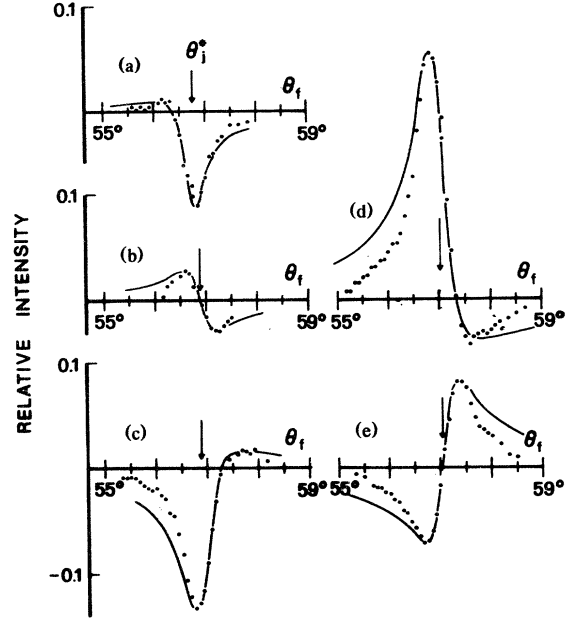 0.1
(a)
θ*j
θf
55°
59°
0.1
(b)
θf
55°
59°
0.1
(c)
θf
55°
59°
-0.1
(d)
θf
55°
59°
(e)
θf
55°
59°
RELATIVE INTENSITY